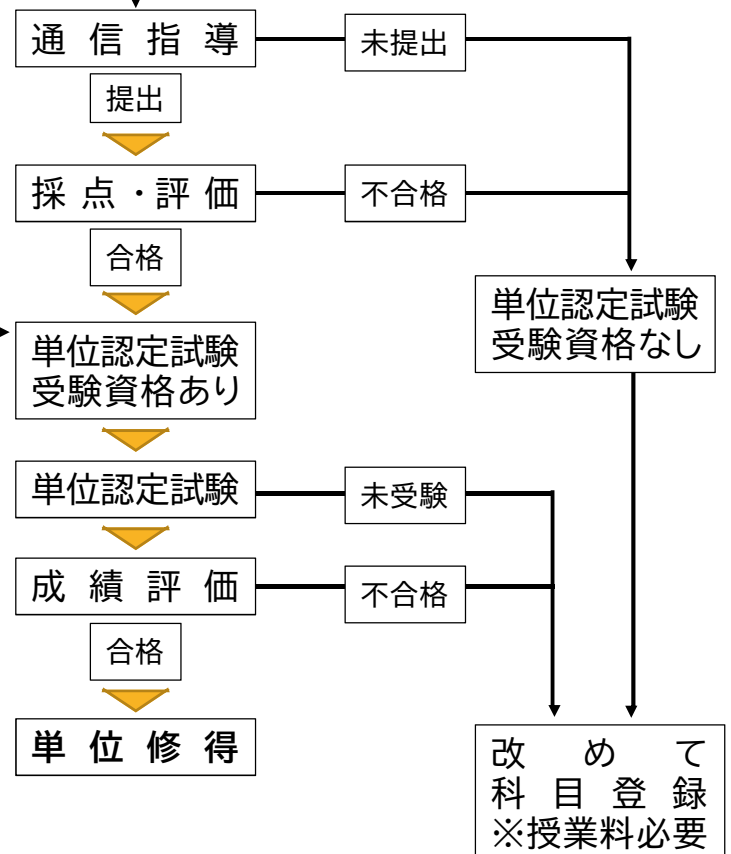 通信指導
未提出
提出
採点・評価
不合格
合格
単位認定試験
受験資格なし
単位認定試験
受験資格あり
単位認定試験
未受験
成績評価
不合格
合格
単位修得
改めて
科目登録
※授業料必要